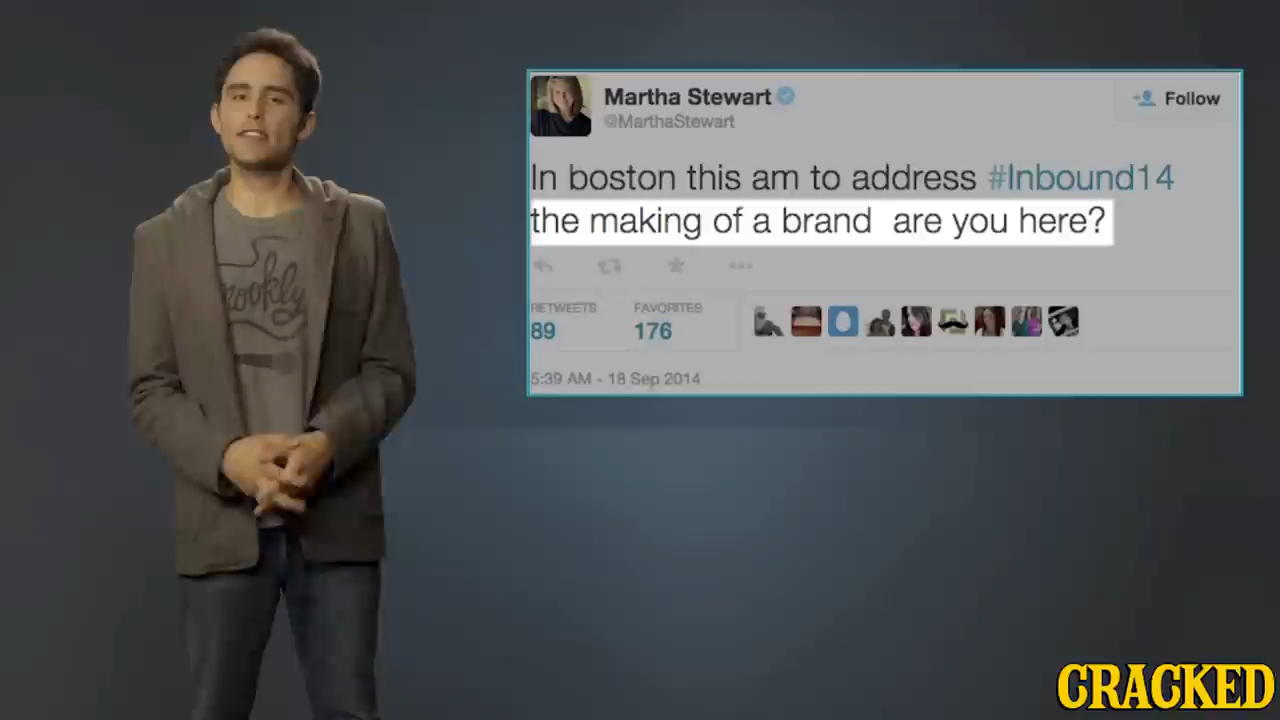 Martha Stewart
Follow
@MarthaStewart
In boston this am to address #Inbound14
the making of a brand are you here?
RETWEETS
FAVORITES
89
176
5:39 AM - 18 Sep 2014
rookly
CRACKED